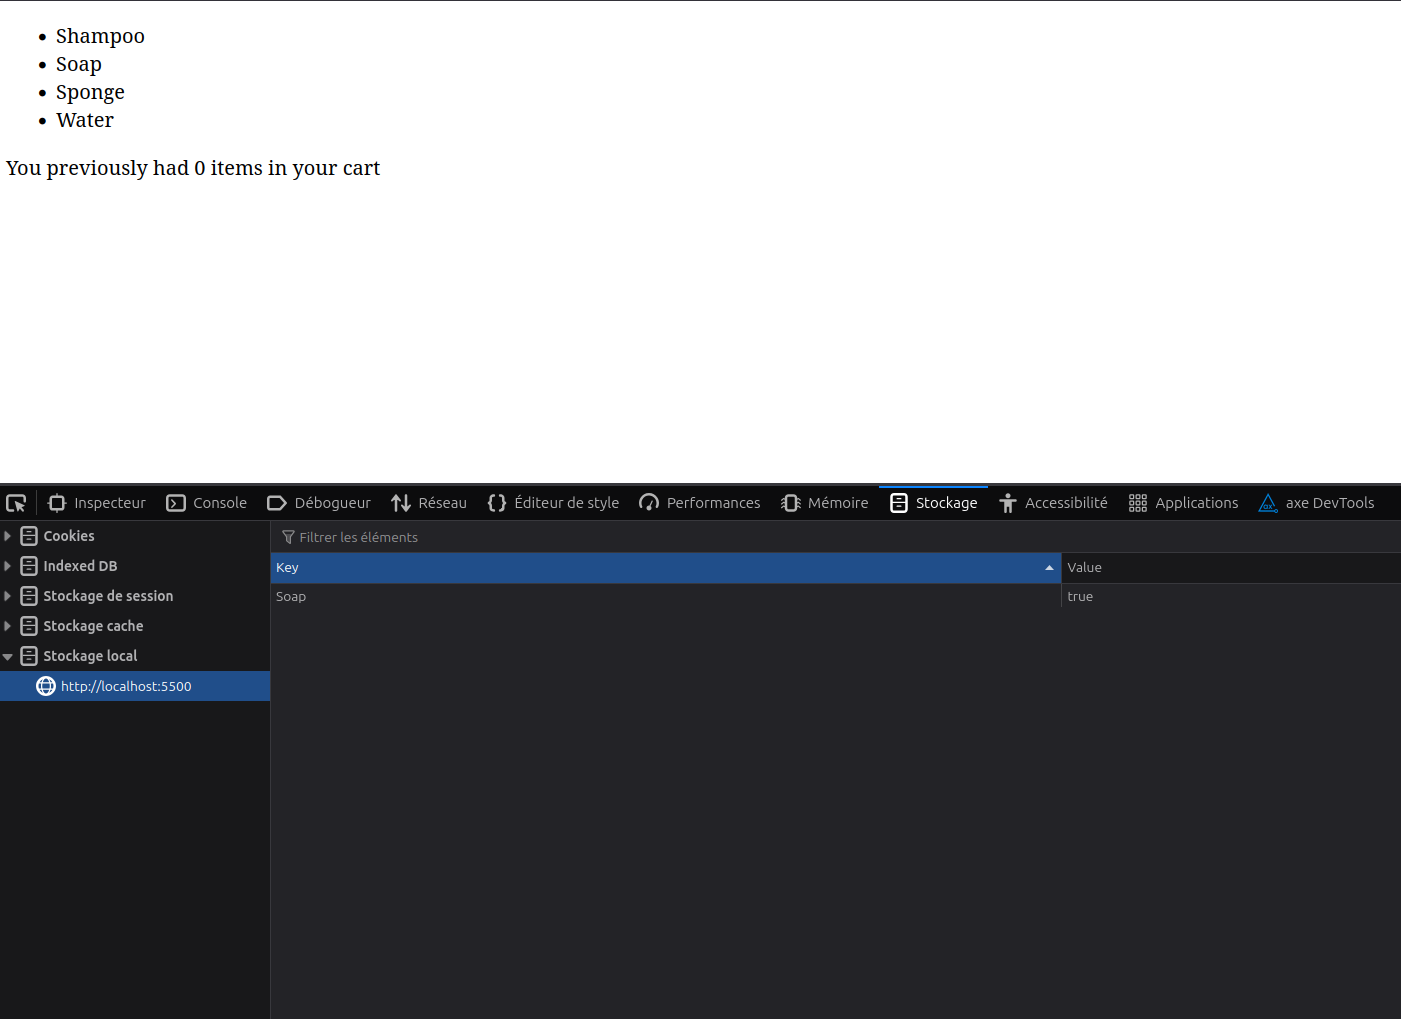 Shampoo
Soap
Sponge
Water
You previously had 0 items in your cart
Inspecteur Console Débogueur Réseau Éditeur de style Performances Mémoire Stockage Accessibilité Applications axe DevTools
Cookies
Indexed DB
Stockage de session
Stockage cache
Stockage local
http://localhost:5500
Filtrer les éléments
Key Value
Soap true